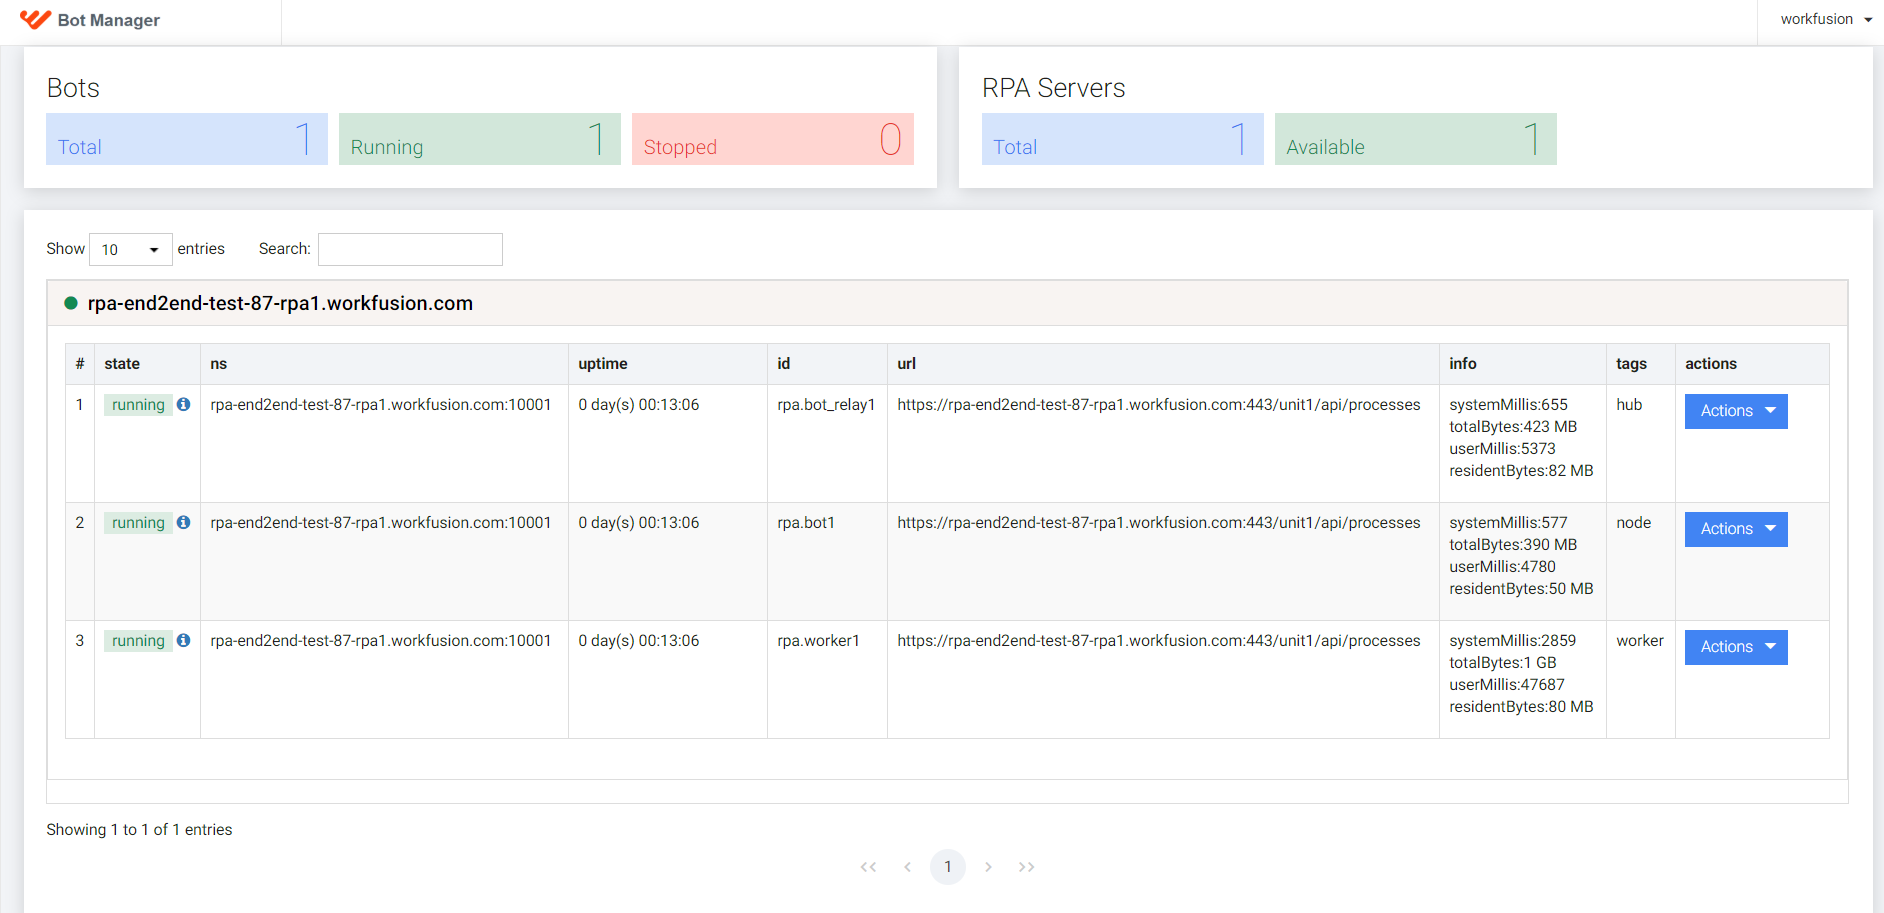 Bot Manager
workfusion
Bots
Total 1
Running 1
Stopped 0
RPA Servers
Total 1
Available 1
Show 10 entries Search:
rpa-end2end-test-87-rpa1.workfusion.com
# state ns uptime id url info tags actions
1 running rpa-end2end-test-87-rpa1.workfusion.com:10001 0 day(s) 00:13:06 rpa.bot_relay1 https://rpa-end2end-test-87-rpa1.workfusion.com:443/unit1/api/processes systemMillis:655 hub Actions
totalBytes:423 MB
userMillis:5373
residentBytes:82 MB
2 running rpa-end2end-test-87-rpa1.workfusion.com:10001 0 day(s) 00:13:06 rpa.bot1 https://rpa-end2end-test-87-rpa1.workfusion.com:443/unit1/api/processes systemMillis:577 node Actions
totalBytes:390 MB
userMillis:4780
residentBytes:50 MB
3 running rpa-end2end-test-87-rpa1.workfusion.com:10001 0 day(s) 00:13:06 rpa.worker1 https://rpa-end2end-test-87-rpa1.workfusion.com:443/unit1/api/processes systemMillis:2859 worker Actions
totalBytes:1 GB
userMillis:47687
residentBytes:80 MB
Showing 1 to 1 of 1 entries
<< < 1 > >>